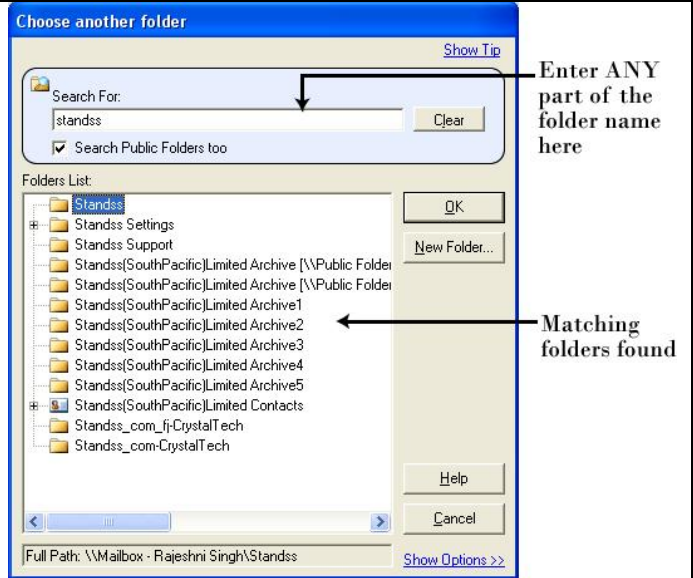 Choose another folder
Show Tip
Search For:
standss
Clear
Search Public Folders too
Enter ANY
part of the
folder name
here
Folders List:
Standss
Standss Settings
Standss Support
Standss(SouthPacific)Limited Archive [\\Public Folder
Standss(SouthPacific)Limited Archive [\\Public Folder
Standss(SouthPacific)Limited Archive1
Standss(SouthPacific)Limited Archive2
Standss(SouthPacific)Limited Archive3
Standss(SouthPacific)Limited Archive4
Standss(SouthPacific)Limited Archive5
Standss(SouthPacific)Limited Contacts
Standss_com_fj-CrystalTech
Standss_com-CrystalTech
OK
New Folder...
Matching
folders found
Help
Cancel
Full Path: \\Mailbox - Rajeshni Singh\Standss
Show Options >>